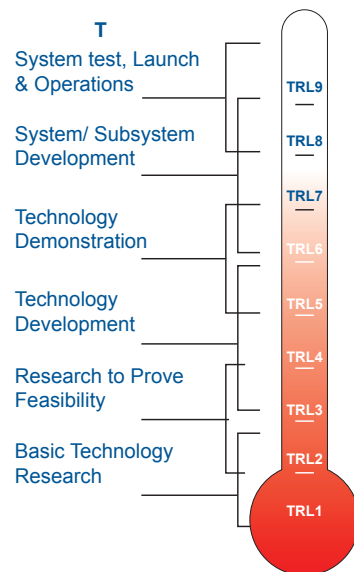 T
System test, Launch
& Operations
System/ Subsystem
Development
Technology
Demonstration
Technology
Development
Research to Prove
Feasibility
Basic Technology
Research
TRL9
TRL8
TRL7
TRL6
TRL5
TRL4
TRL3
TRL2
TRL1